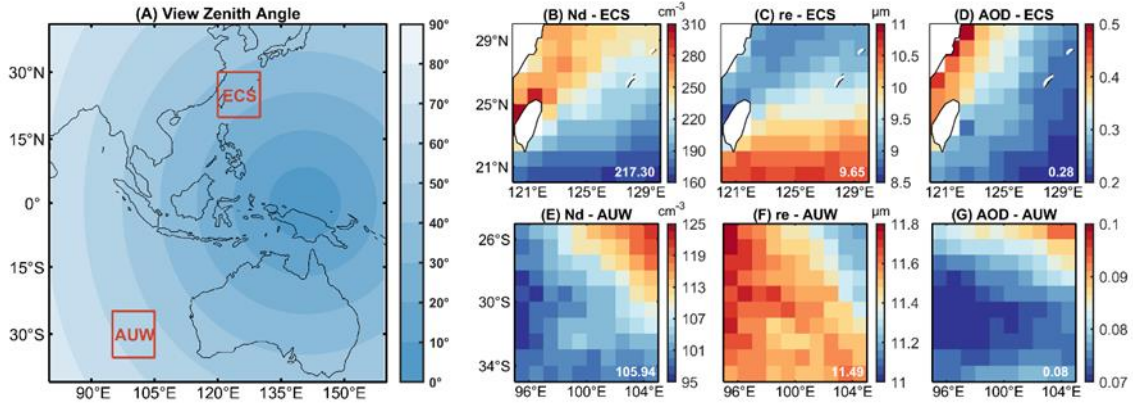 (A) View Zenith Angle
30°N
15°N
0°
15°S
30°S
90°E 105°E 120°E 135°E 150°E
ECS
AUW
90°
80°
70°
60°
50°
40°
30°
20°
10°
0°
(B) Nd - ECS
cm-3
29°N
25°N
21°N
121°E 125°E 129°E
217.30
310
280
250
220
190
160
(C) re - ECS
μm
121°E 125°E 129°E
9.65
11
10.5
10
9.5
9
8.5
(D) AOD - ECS
121°E 125°E 129°E
0.28
0.5
0.4
0.3
0.2
(E) Nd - AUW
cm-3
26°S
30°S
34°S
96°E 100°E 104°E
105.94
125
119
113
107
101
95
(F) re - AUW
μm
96°E 100°E 104°E
11.49
11.8
11.6
11.4
11.2
11
(G) AOD - AUW
96°E 100°E 104°E
0.08
0.1
0.09
0.08
0.07